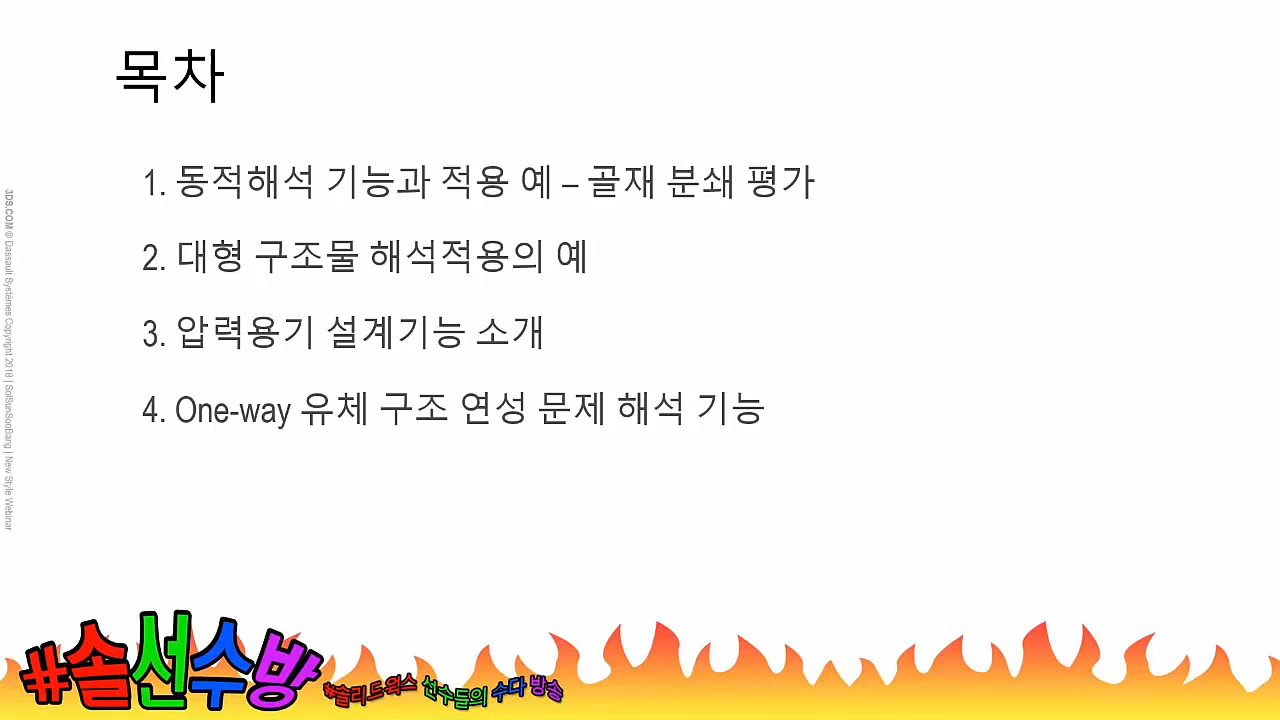 목차
1. 동적해석 기능과 적용 예 – 골재 분쇄 평가
2. 대형 구조물 해석적용의 예
3. 압력용기 설계기능 소개
4. One-way 유체 구조 연성 문제 해석 기능
3DS.COM © Dassault Systèmes Copyright 2018 | SolSunSooBang | New Style Webinar
#솔선수방
#솔리드웍스 선수들의 수다 방송